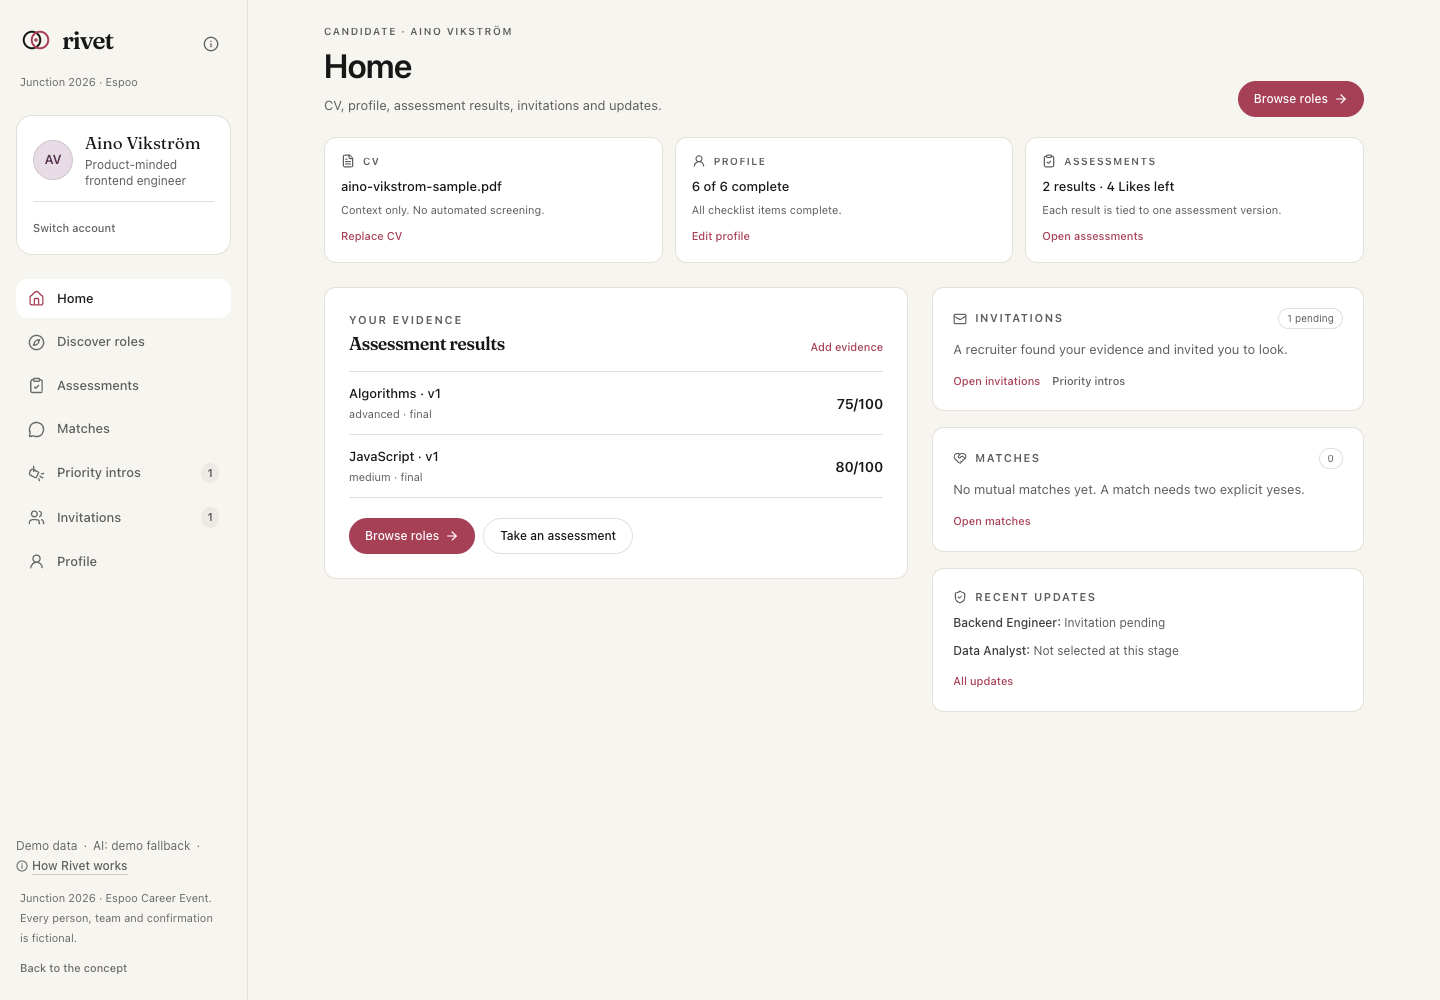 rivet
Junction 2026 · Espoo
AV
Aino Vikström
Product-minded
frontend engineer
Switch account
Home
Discover roles
Assessments
Matches
Priority intros 1
Invitations 1
Profile
Demo data · AI: demo fallback ·
How Rivet works
Junction 2026 · Espoo Career Event.
Every person, team and confirmation
is fictional.
Back to the concept
CANDIDATE · AINO VIKSTRÖM
Home
CV, profile, assessment results, invitations and updates.
Browse roles →
CV
aino-vikstrom-sample.pdf
Context only. No automated screening.
Replace CV
PROFILE
6 of 6 complete
All checklist items complete.
Edit profile
ASSESSMENTS
2 results · 4 Likes left
Each result is tied to one assessment version.
Open assessments
YOUR EVIDENCE
Assessment results
Add evidence
Algorithms · v1
advanced · final
75/100
JavaScript · v1
medium · final
80/100
Browse roles →
Take an assessment
INVITATIONS
1 pending
A recruiter found your evidence and invited you to look.
Open invitations Priority intros
MATCHES
0
No mutual matches yet. A match needs two explicit yeses.
Open matches
RECENT UPDATES
Backend Engineer: Invitation pending
Data Analyst: Not selected at this stage
All updates